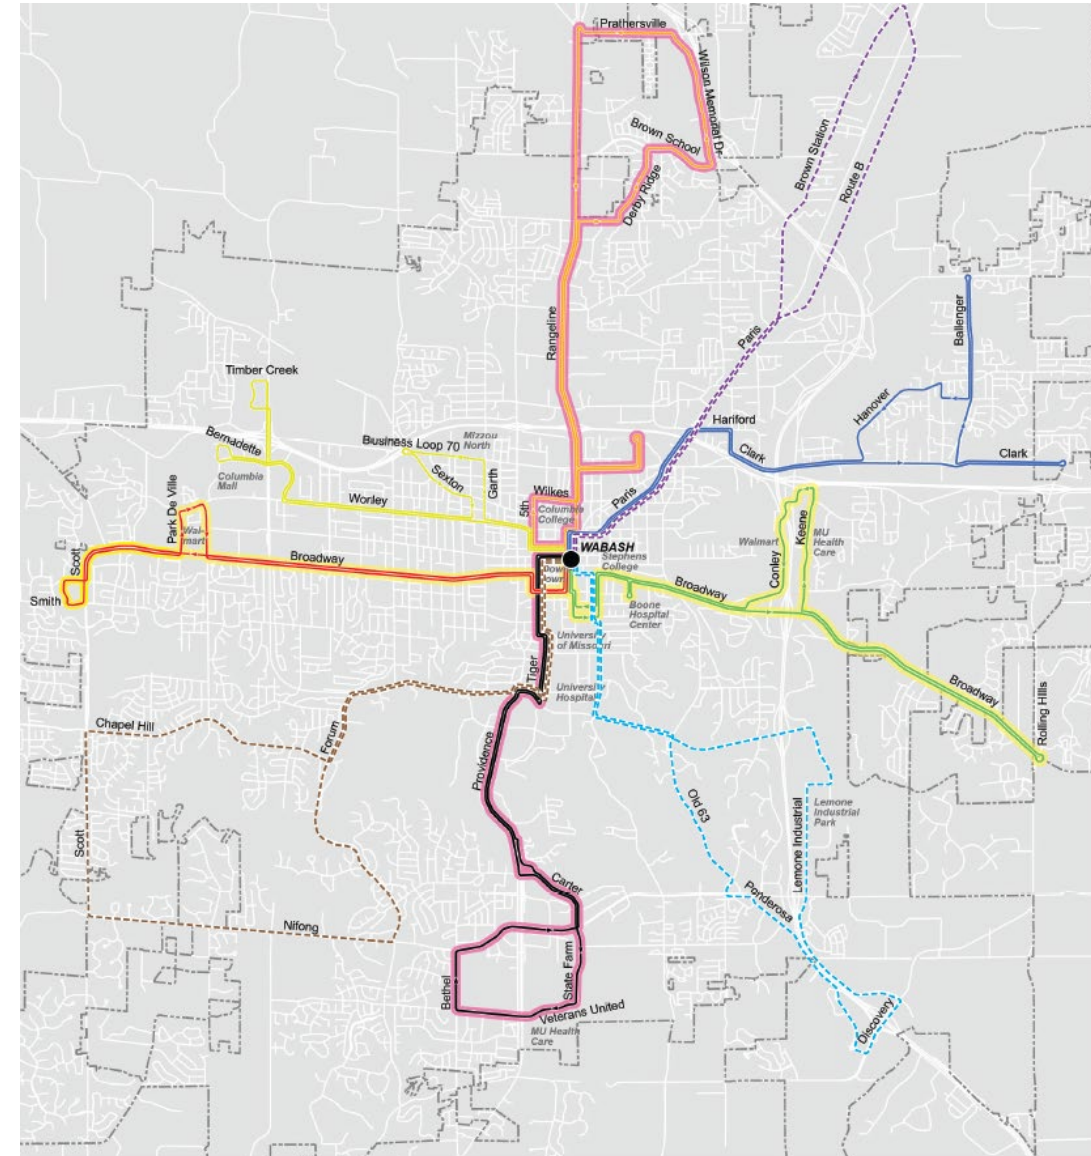 Prathersville
Wilson Memorial Dr
Brown School
Derby Ridge
Brown Station
Route B
Rangeline
Paris
Ballenger
Timber Creek
Hanover
Hariford
Bernadette
Business Loop 70
Mizzou
North
Clark
Clark
Columbia
Mall
Sexton
Garth
Worley
Park De Ville
Wal-
mart
5th
Wilkes
Columbia
College
Paris
Keene
MU
Health
Care
Walmart
Conley
WABASH
Stephens
College
Scott
Broadway
Smith
Broadway
Boone
Hospital
Center
University
of Missouri
Tiger
University
Hospital
Broadway
Rolling Hills
Chapel Hill
Forum
Providence
Old 63
Lemone Industrial
Lemone
Industrial
Park
Scott
Nifong
Carter
Ponderosa
Bethel
State Farm
Veterans United
MU Health
Care
Discovery